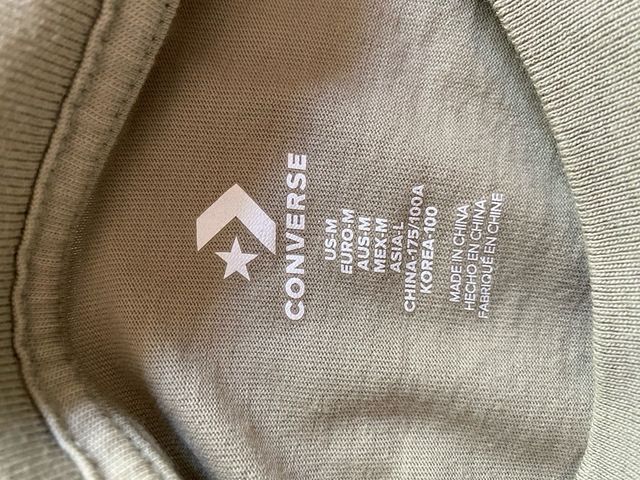 CONVERSE
US-M
EURO-M
AUS-M
MEX-M
ASIA-L
CHINA-175/100A
KOREA-100
MADE IN CHINA
HECHO EN CHINA
FABRIQUÉ EN CHINE